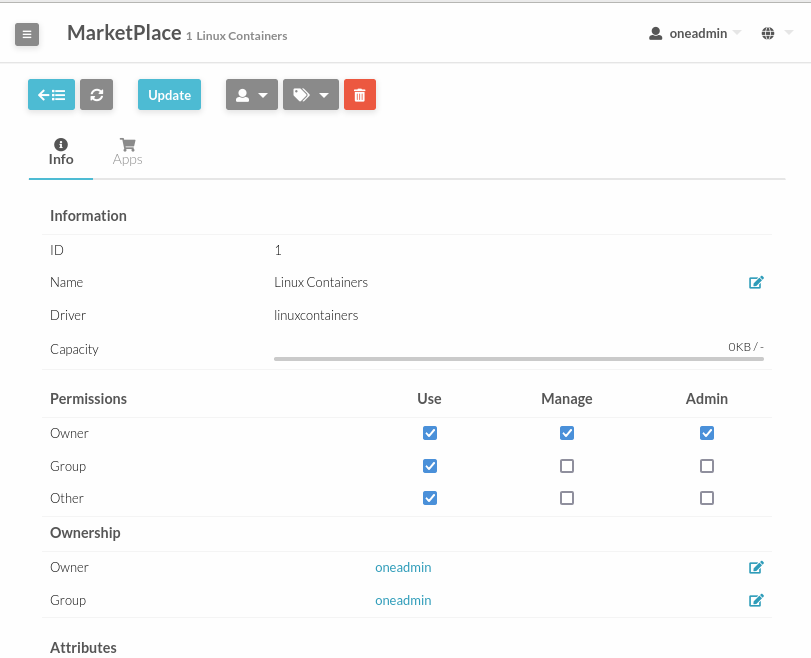 MarketPlace 1 Linux Containers
oneadmin
Update
Info
Apps
Information
ID 1
Name Linux Containers
Driver linuxcontainers
Capacity 0KB / -
Permissions Use Manage Admin
Owner
Group
Other
Ownership
Owner oneadmin
Group oneadmin
Attributes